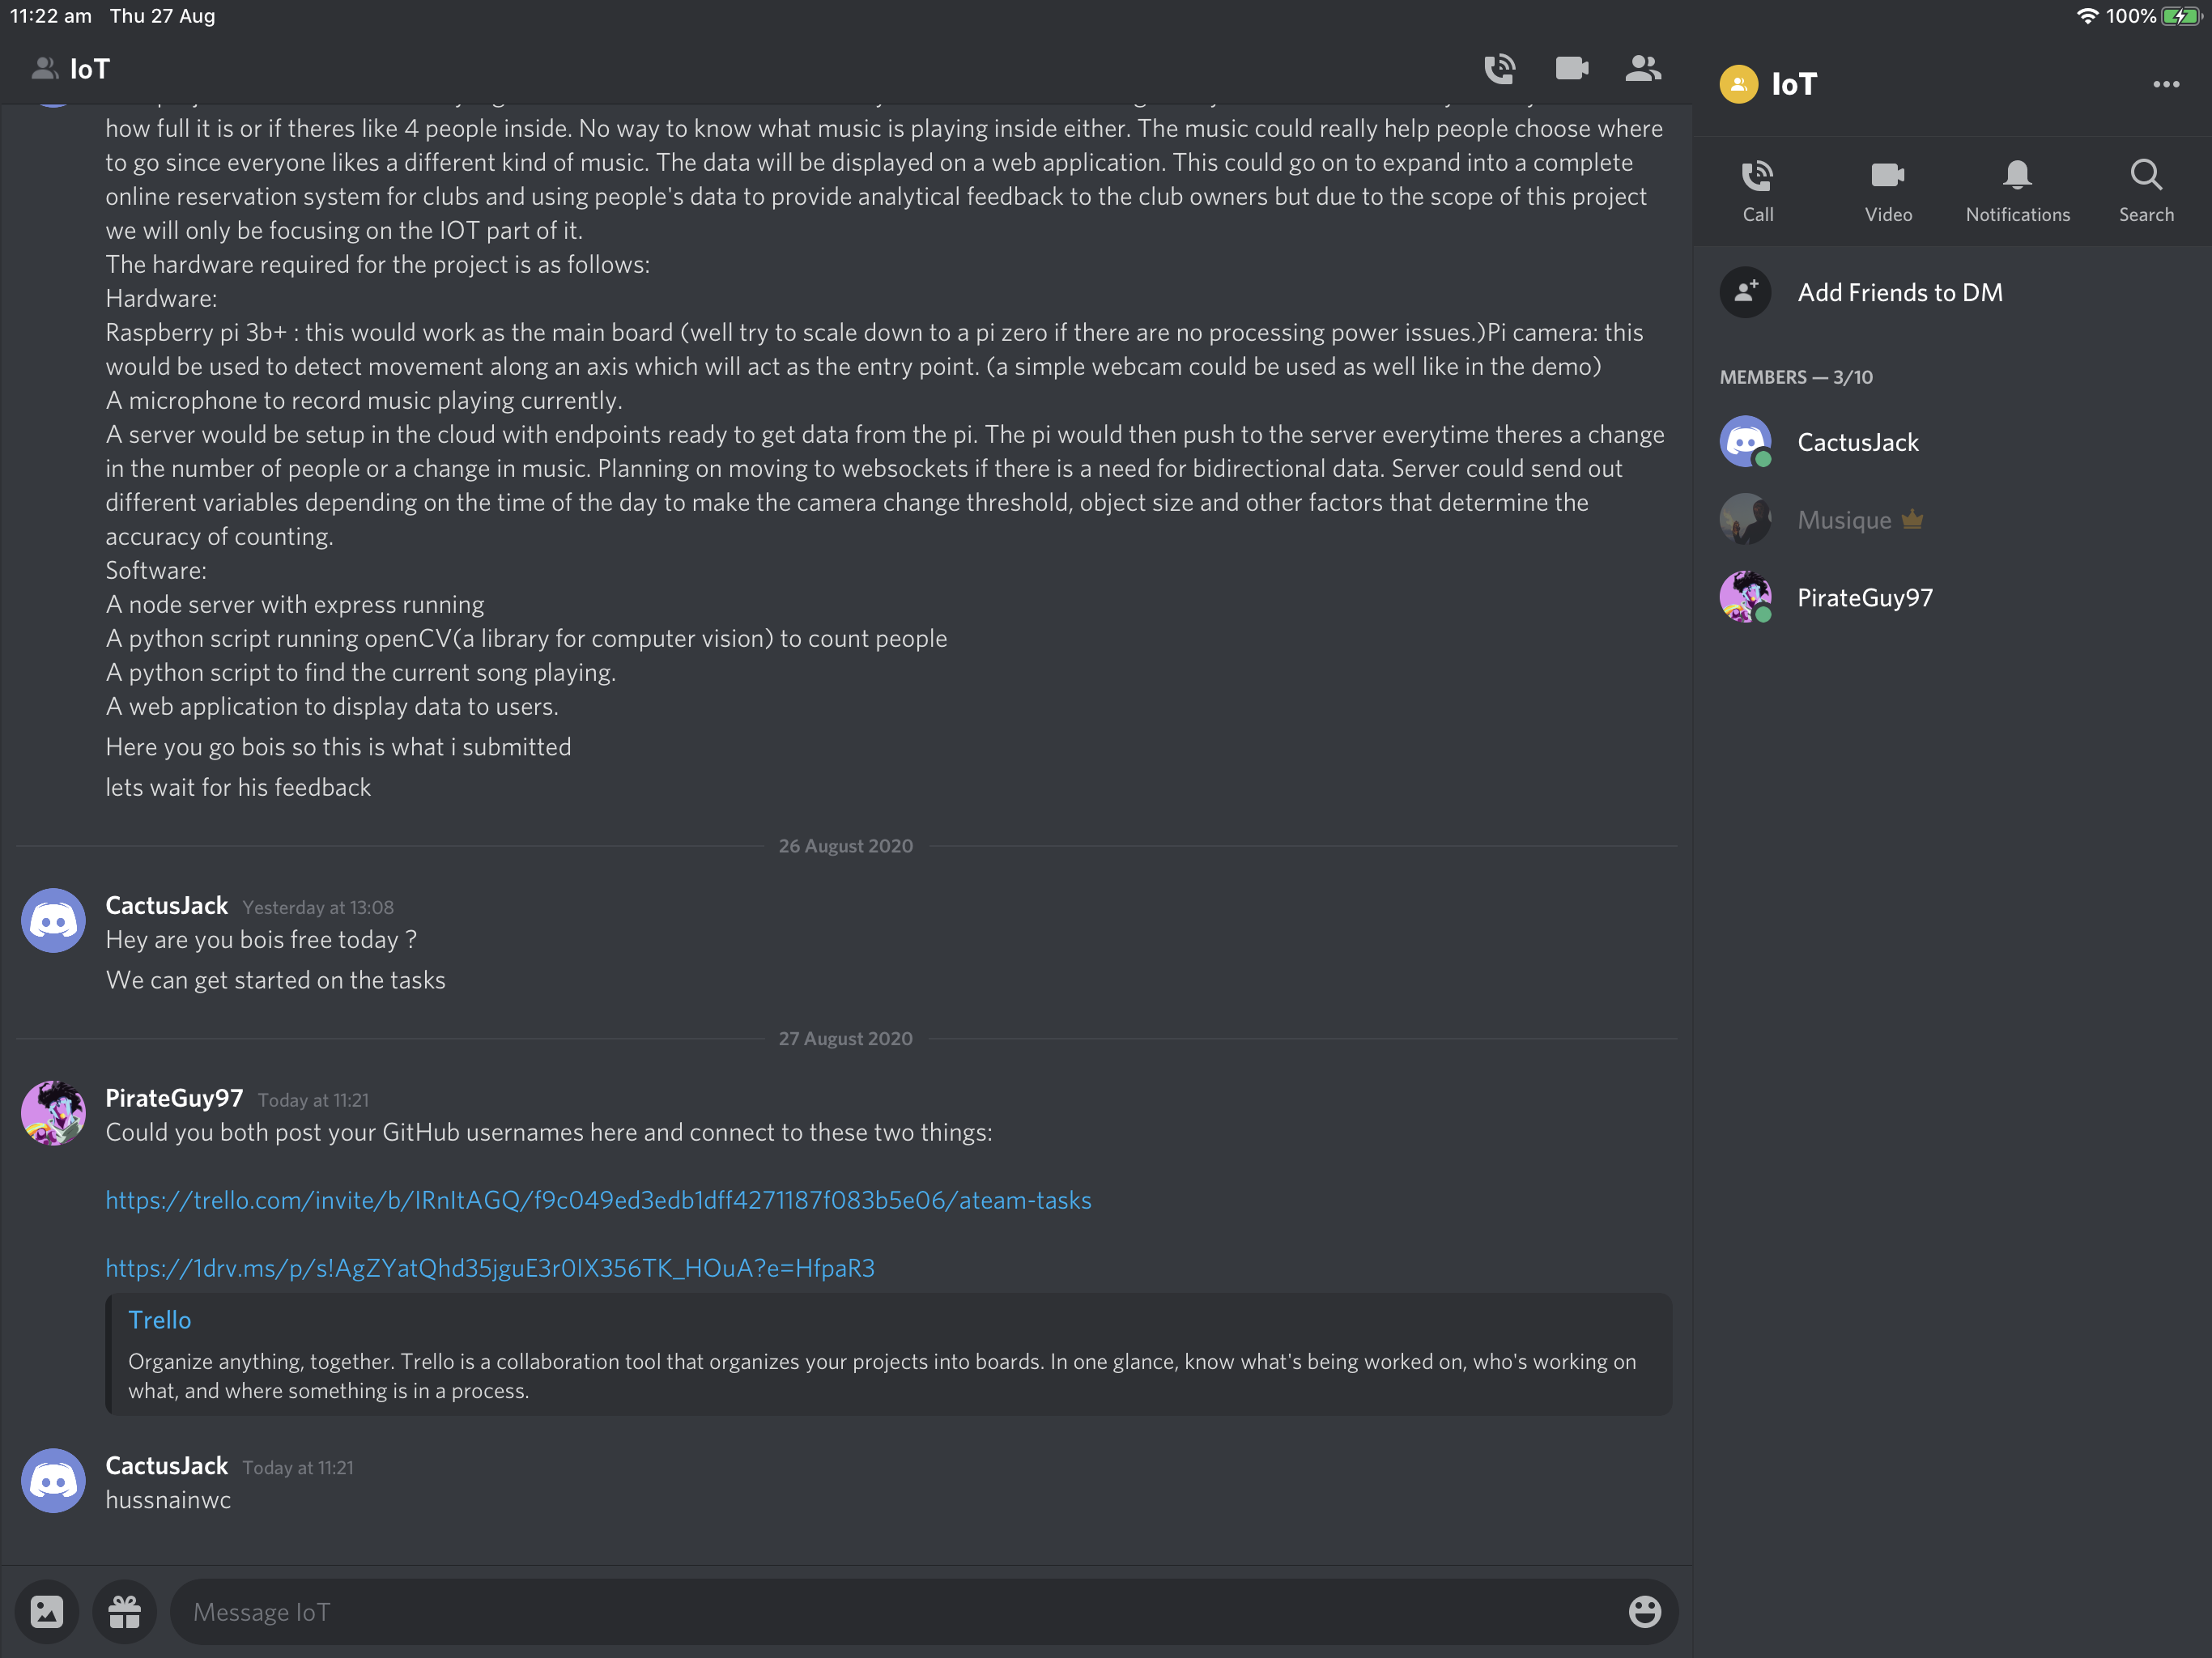 11:22 am Thu 27 Aug
100%
IoT
how full it is or if theres like 4 people inside. No way to know what music is playing inside either. The music could really help people choose where
to go since everyone likes a different kind of music. The data will be displayed on a web application. This could go on to expand into a complete
online reservation system for clubs and using people's data to provide analytical feedback to the club owners but due to the scope of this project
we will only be focusing on the IOT part of it.
The hardware required for the project is as follows:
Hardware:
Raspberry pi 3b+ : this would work as the main board (well try to scale down to a pi zero if there are no processing power issues.)Pi camera: this
would be used to detect movement along an axis which will act as the entry point. (a simple webcam could be used as well like in the demo)
A microphone to record music playing currently.
A server would be setup in the cloud with endpoints ready to get data from the pi. The pi would then push to the server everytime theres a change
in the number of people or a change in music. Planning on moving to websockets if there is a need for bidirectional data. Server could send out
different variables depending on the time of the day to make the camera change threshold, object size and other factors that determine the
accuracy of counting.
Software:
A node server with express running
A python script running openCV(a library for computer vision) to count people
A python script to find the current song playing.
A web application to display data to users.
Here you go bois so this is what i submitted
lets wait for his feedback
26 August 2020
CactusJack Yesterday at 13:08
Hey are you bois free today ?
We can get started on the tasks
27 August 2020
PirateGuy97 Today at 11:21
Could you both post your GitHub usernames here and connect to these two things:
https://trello.com/invite/b/IRnItAGQ/f9c049ed3edb1dff4271187f083b5e06/ateam-tasks
https://1drv.ms/p/s!AgZYatQhd35jguE3r0IX356TK_HOuA?e=HfpaR3
Trello
Organize anything, together. Trello is a collaboration tool that organizes your projects into boards. In one glance, know what's being worked on, who's working on
what, and where something is in a process.
CactusJack Today at 11:21
hussnainwc
Message IoT
IoT
Call Video Notifications Search
Add Friends to DM
MEMBERS — 3/10
CactusJack
Musique
PirateGuy97